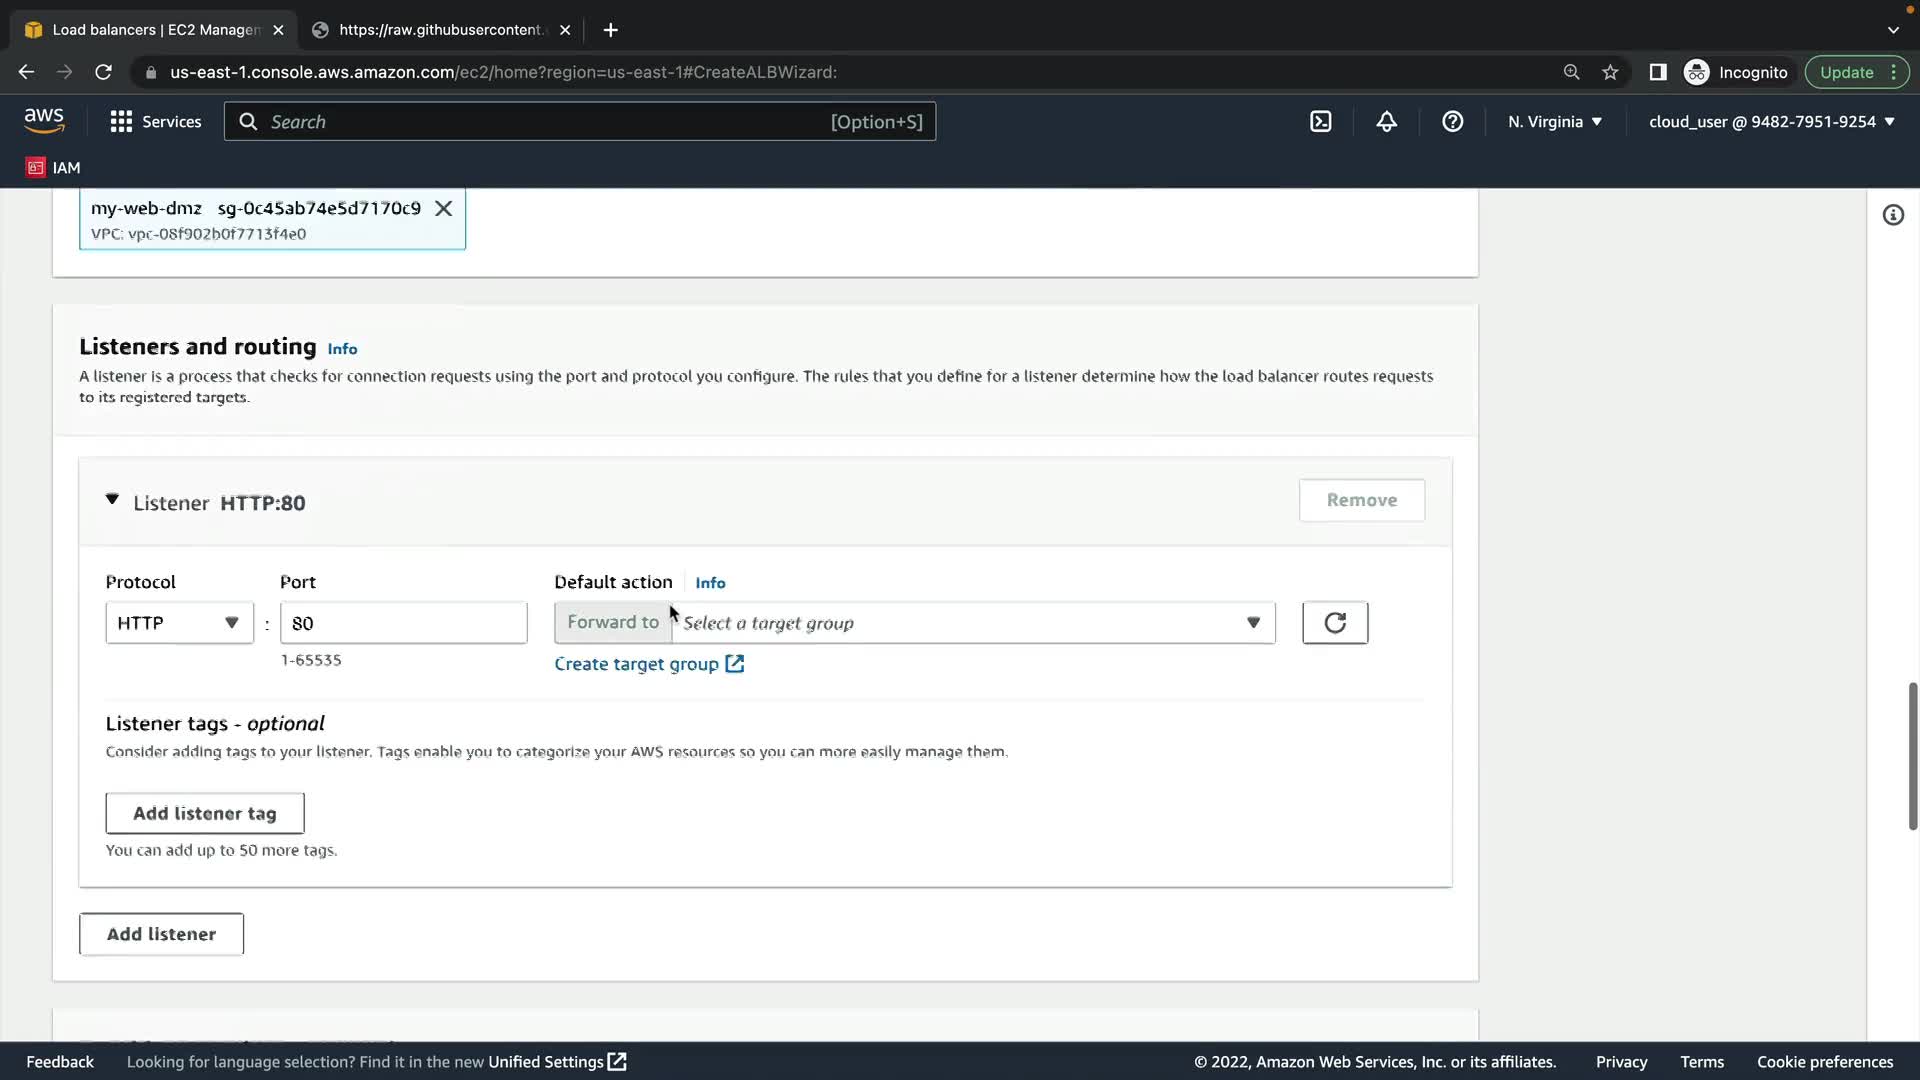 Load balancers | EC2 Managem
https://raw.githubusercontent.
us-east-1.console.aws.amazon.com/ec2/home?region=us-east-1#CreateALBWizard:
Incognito
Update
aws
Services
Search
[Option+S]
N. Virginia
cloud_user @ 9482-7951-9254
IAM
my-web-dmz sg-0c45ab74e5d7170c9
VPC: vpc-08f902b0f7713f4e0
Listeners and routing Info
A listener is a process that checks for connection requests using the port and protocol you configure. The rules that you define for a listener determine how the load balancer routes requests
to its registered targets.
Listener HTTP:80
Remove
Protocol
Port
Default action
Info
HTTP
:
80
Forward to
Select a target group
1-65535
Create target group
Listener tags - optional
Consider adding tags to your listener. Tags enable you to categorize your AWS resources so you can more easily manage them.
Add listener tag
You can add up to 50 more tags.
Add listener
Feedback
Looking for language selection? Find it in the new Unified Settings
© 2022, Amazon Web Services, Inc. or its affiliates.
Privacy
Terms
Cookie preferences